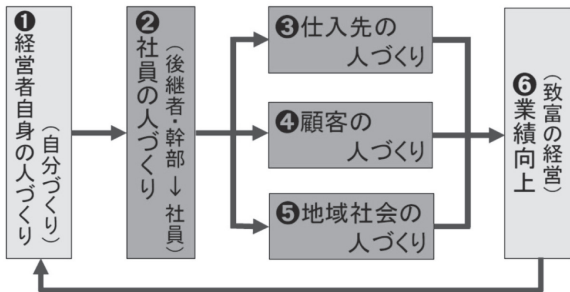 ❶経営者自身の人づくり
（自分づくり）
❷社員の人づくり
（後継者・幹部→社員）
❸仕入先の
人づくり
❹顧客の
人づくり
❺地域社会の
人づくり
❻業績向上
（致富の経営）